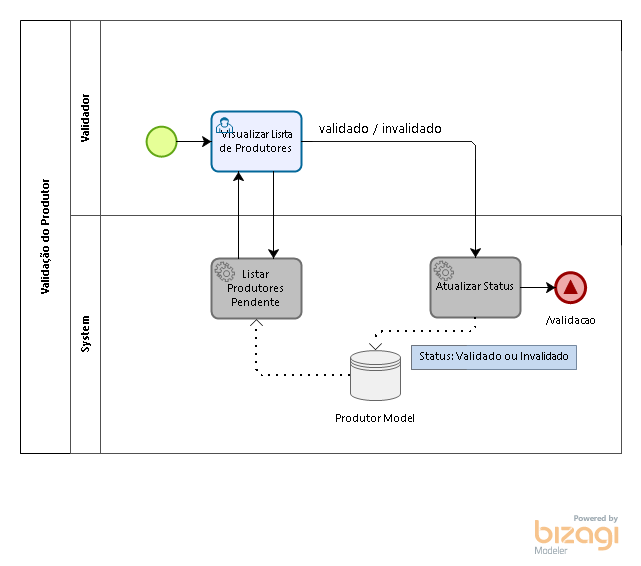 Validação do Produtor
Validador
Visualizar Lisrta
de Produtores
validado / invalidado
System
Listar
Produtores
Pendente
Atualizar Status
/validacao
Status: Validado ou Invalidado
Produtor Model
Powered by
bizagi
Modeler